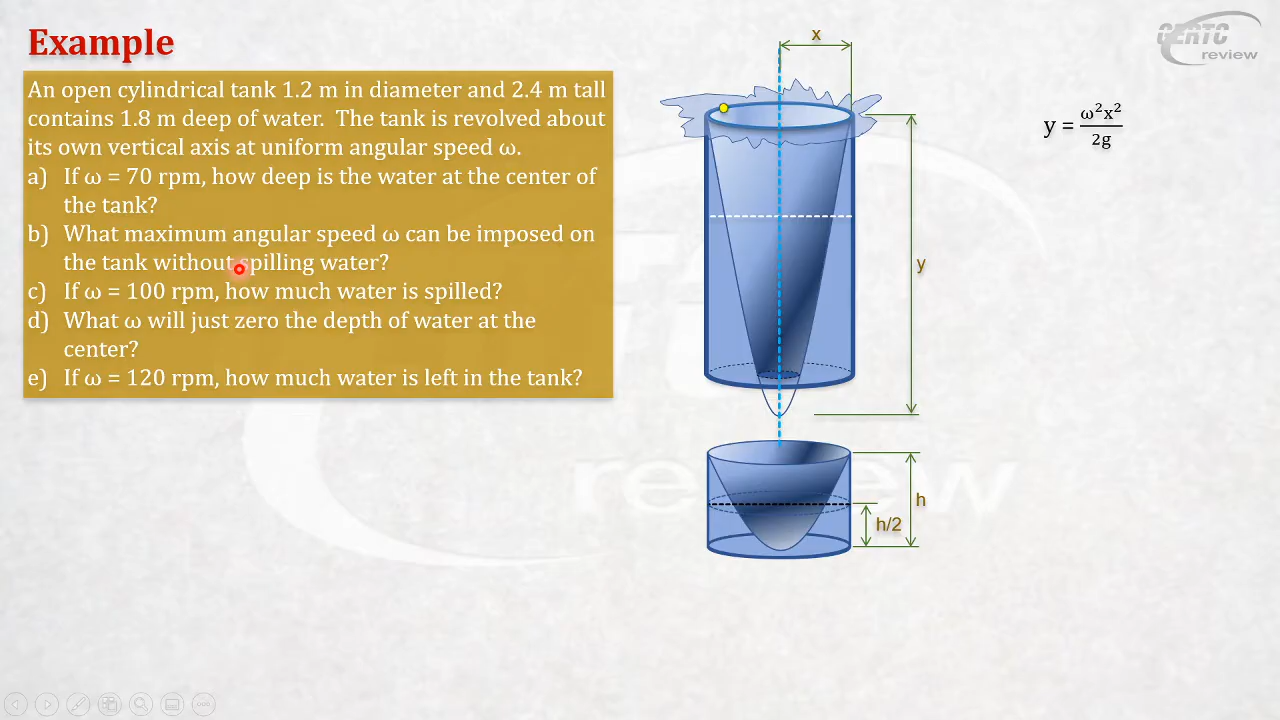 Example
GERTC
review
An open cylindrical tank 1.2 m in diameter and 2.4 m tall
contains 1.8 m deep of water. The tank is revolved about
its own vertical axis at uniform angular speed ω.
a) If ω = 70 rpm, how deep is the water at the center of
the tank?
b) What maximum angular speed ω can be imposed on
the tank without spilling water?
c) If ω = 100 rpm, how much water is spilled?
d) What ω will just zero the depth of water at the
center?
e) If ω = 120 rpm, how much water is left in the tank?
x
y
h
h/2
y = ω²x²
2g
review